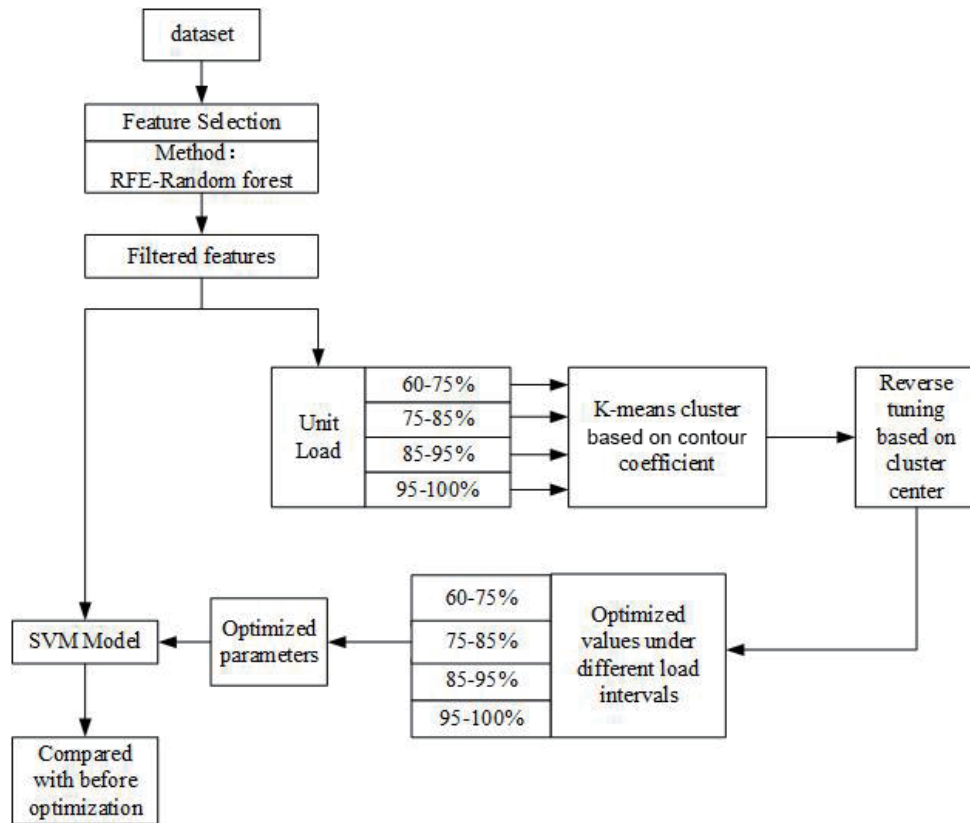 dataset
Feature Selection
Method：
RFE-Random forest
Filtered features
Unit
Load
60-75%
75-85%
85-95%
95-100%
K-means cluster
based on contour
coefficient
Reverse
tuning
based on
cluster
center
60-75%
75-85%
85-95%
95-100%
Optimized
values under
different load
intervals
Optimized
parameters
SVM Model
Compared
with before
optimization